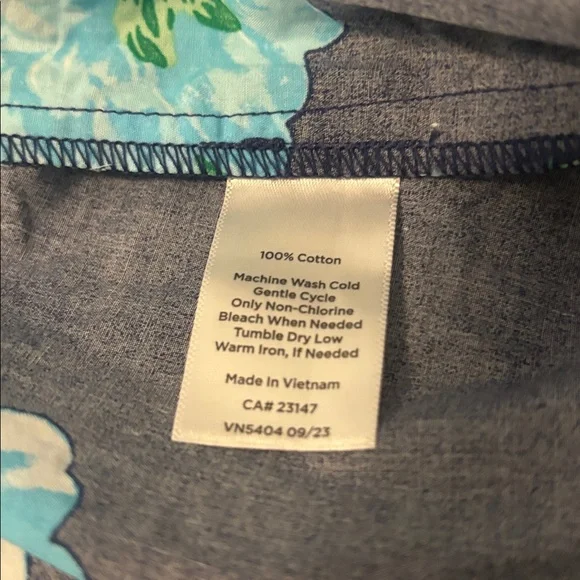 100% Cotton
Machine Wash Cold
Gentle Cycle
Only Non-Chlorine
Bleach When Needed
Tumble Dry Low
Warm Iron, If Needed
Made In Vietnam
CA# 23147
VN5404 09/23